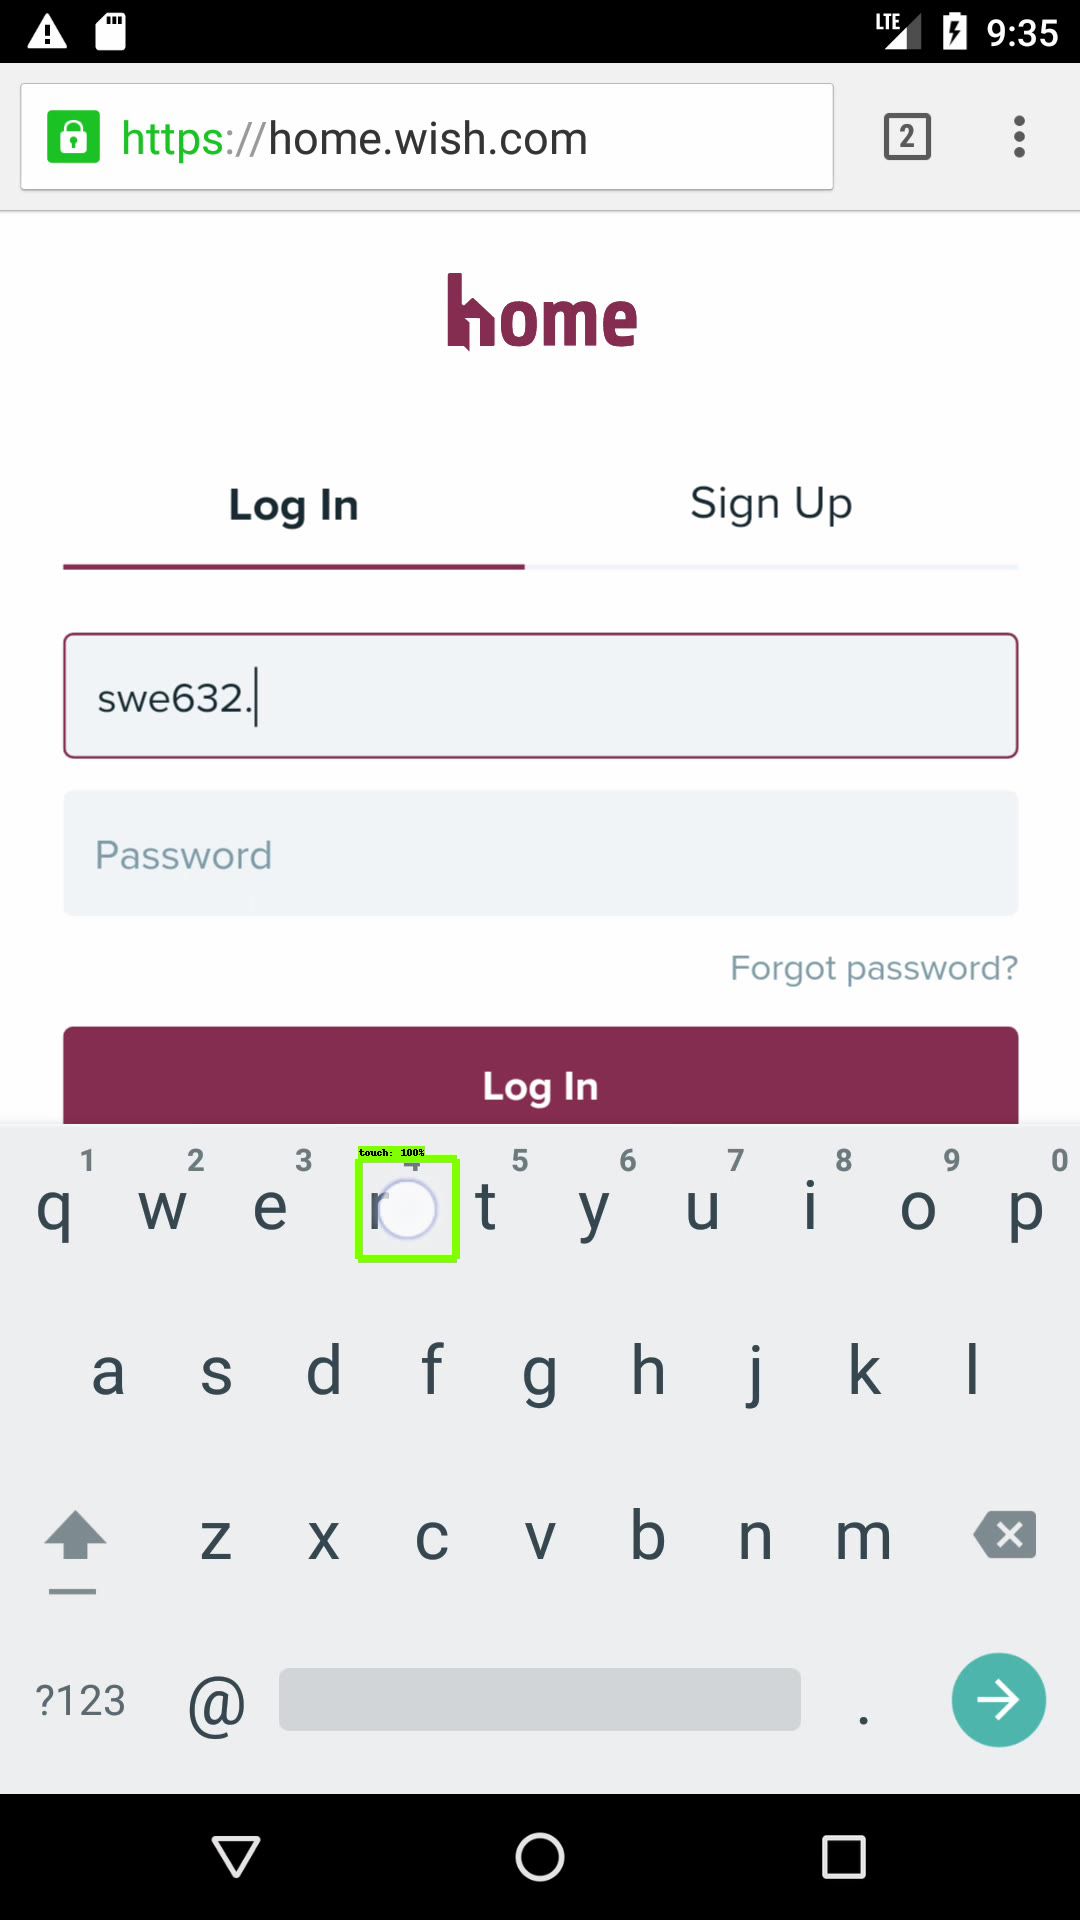 LTE 9:35
https://home.wish.com 2
home
Log In Sign Up
swe632.
Password
Forgot password?
Log In
touch: 100%
1 2 3 4 5 6 7 8 9 0
q w e r t y u i o p
a s d f g h j k l
z x c v b n m
?123 @ .